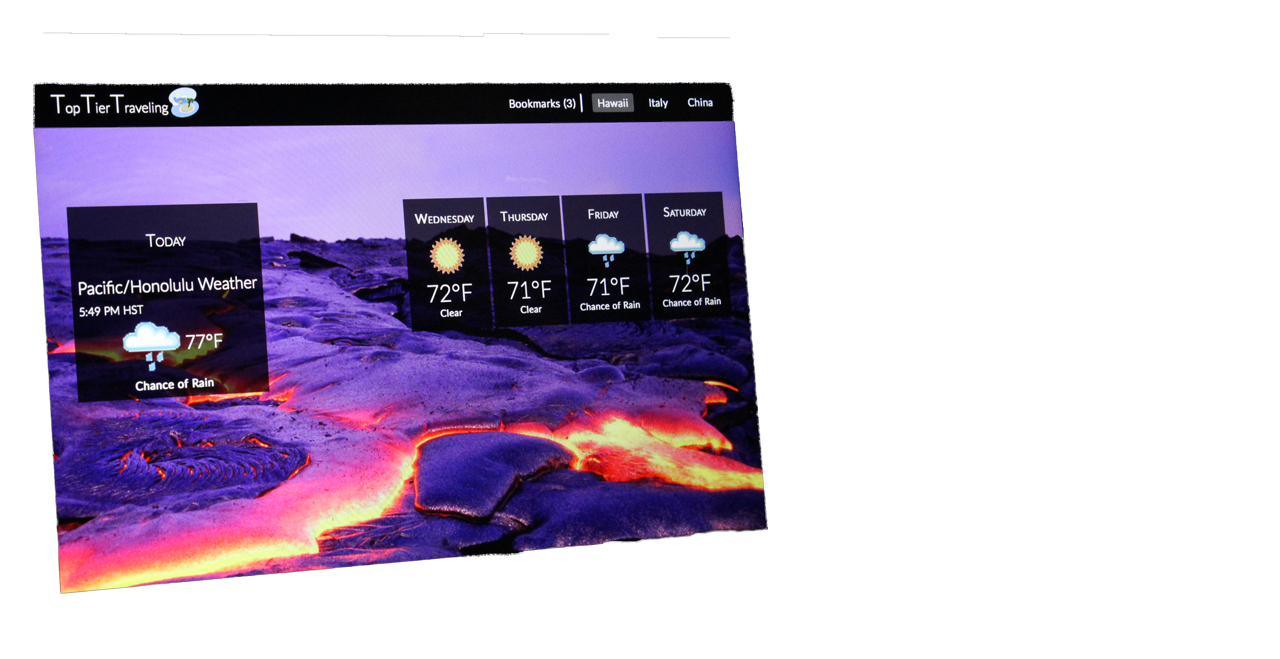 Top Tier Traveling
Bookmarks (3)
Hawaii
Italy
China
Today
Pacific/Honolulu Weather
5:49 PM HST
77°F
Chance of Rain
Wednesday
72°F
Clear
Thursday
71°F
Clear
Friday
71°F
Chance of Rain
Saturday
72°F
Chance of Rain